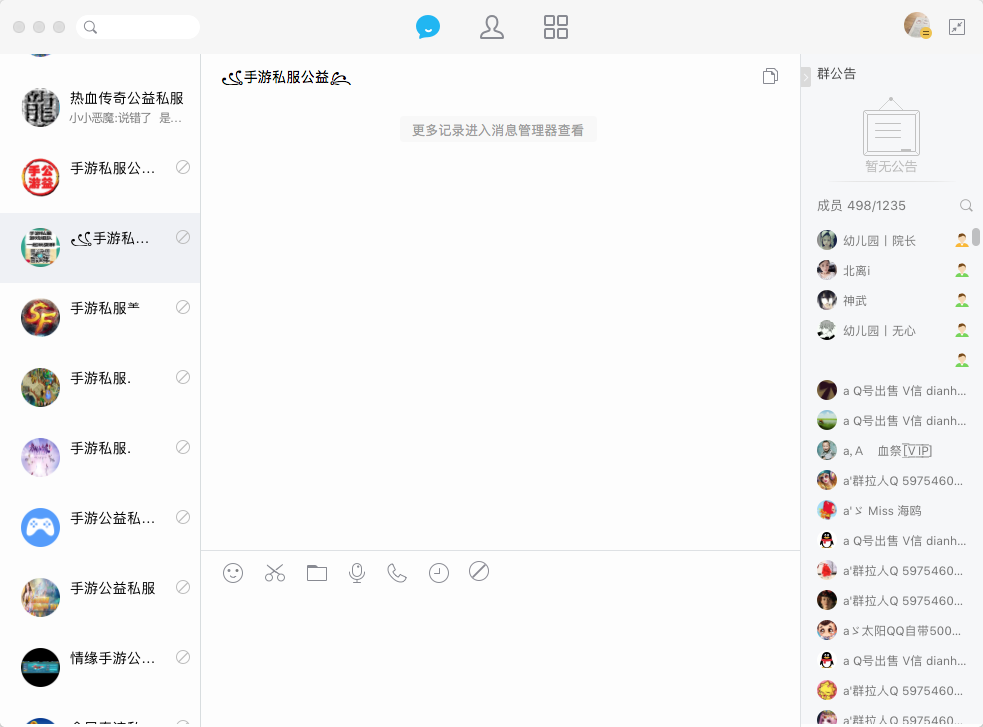 热血传奇公益私服
小小恶魔:说错了 是...
手游私服公...
手游私...
手游私服
手游私服.
手游私服.
手游公益私...
手游公益私服
情缘手游公...
手游私服公益
更多记录进入消息管理器查看
群公告
暂无公告
成员 498/1235
幼儿园丨院长
北离i
神武
幼儿园丨无心
a Q号出售 V信 dianh...
a Q号出售 V信 dianh...
a, A 血祭VIP
a'群拉人Q 5975460...
a'ゞ Miss 海鸥
a Q号出售 V信 dianh...
a'群拉人Q 5975460...
a'群拉人Q 5975460...
aゞ太阳QQ自带500...
a Q号出售 V信 dianh...
a'群拉人Q 5975460...
a'群拉人Q 5975460...